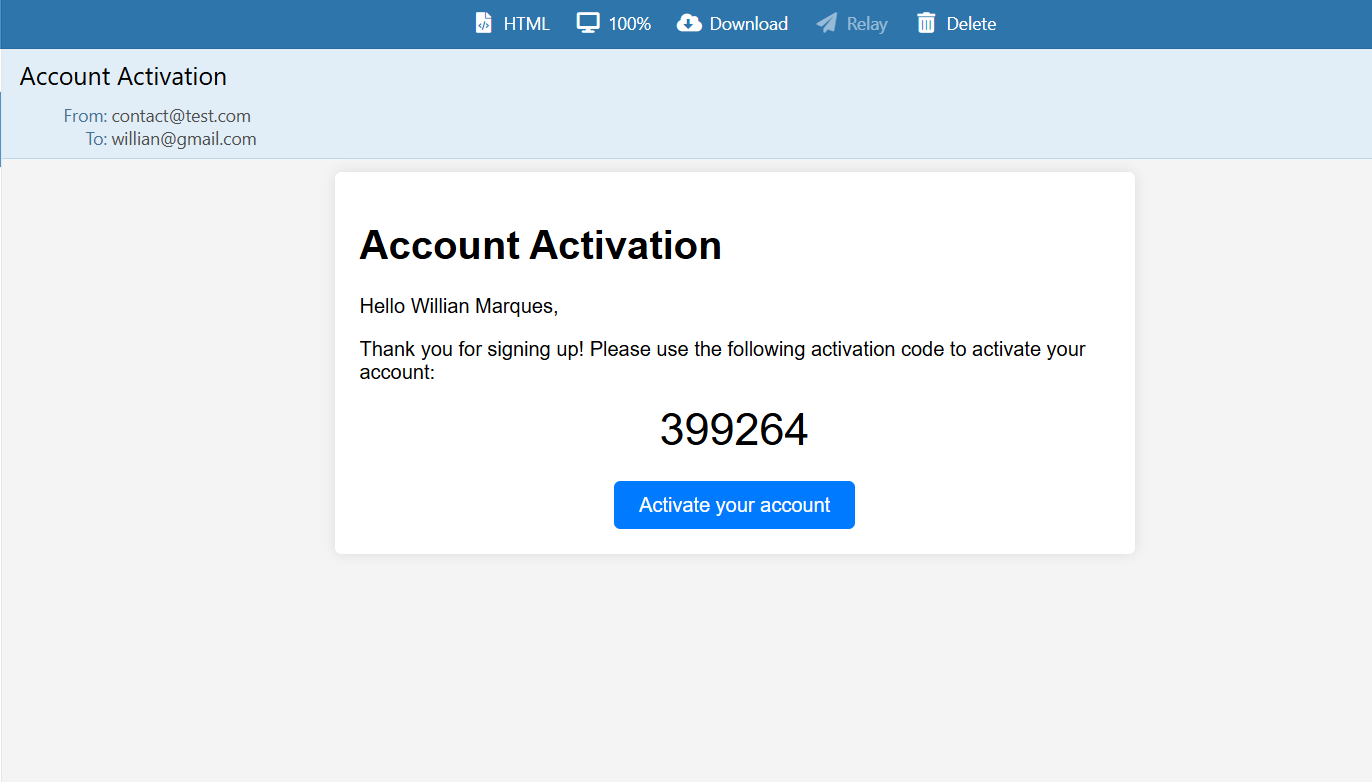 HTML 100% Download Relay Delete
Account Activation
From: contact@test.com
To: willian@gmail.com
Account Activation
Hello Willian Marques,
Thank you for signing up! Please use the following activation code to activate your
account:
399264
Activate your account